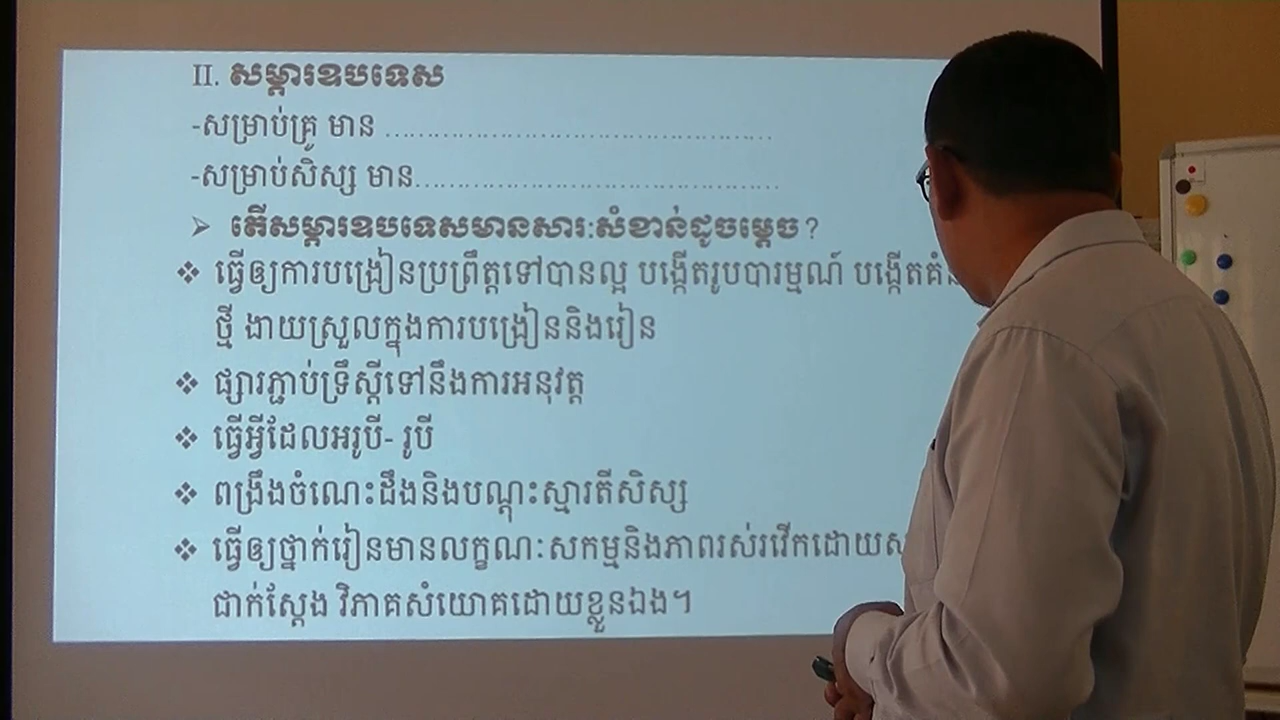 II. សម្ភារឧបទេស
-សម្រាប់គ្រូ មាន ................................................
-សម្រាប់សិស្ស មាន.............................................
➢ តើសម្ភារឧបទេសមានសារៈសំខាន់ដូចម្តេច?
❖ ធ្វើឲ្យការបង្រៀនប្រព្រឹត្តទៅបានល្អ បង្កើតរូបបារម្មណ៍ បង្កើត
ថ្មី ងាយស្រួលក្នុងការបង្រៀននិងរៀន
❖ ផ្សារភ្ជាប់ទ្រឹស្តីទៅនឹងការអនុវត្ត
❖ ធ្វើអ្វីដែលអរូបី- រូបី
❖ ពង្រឹងចំណេះដឹងនិងបណ្តុះស្មារតីសិស្ស
❖ ធ្វើឲ្យថ្នាក់រៀនមានលក្ខណៈសកម្មនិងភាពរស់រវើកដោយ
ជាក់ស្តែង វិភាគសំយោគដោយខ្លួនឯង។